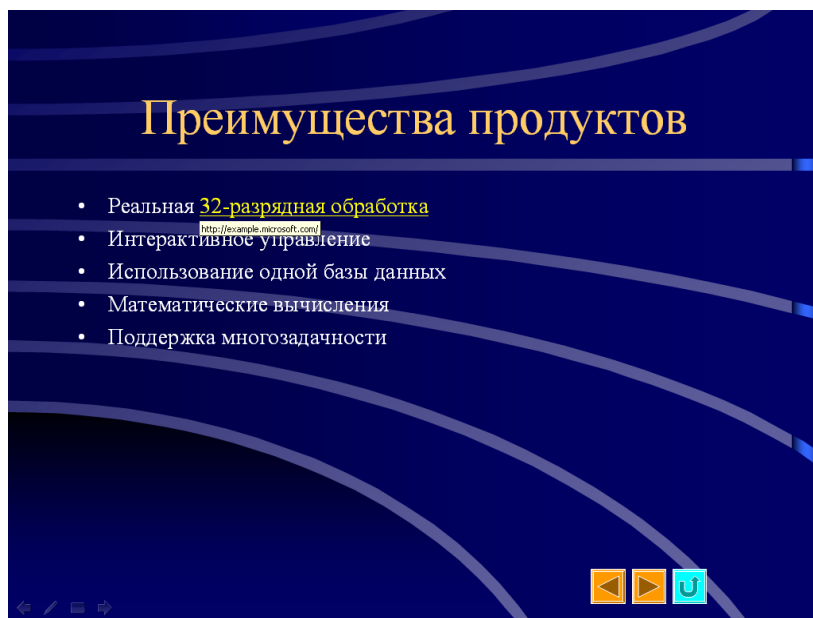 Преимущества продуктов
• Реальная 32-разрядная обработка
http://example.microsoft.com/
• Интерактивное управление
• Использование одной базы данных
• Математические вычисления
• Поддержка многозадачности